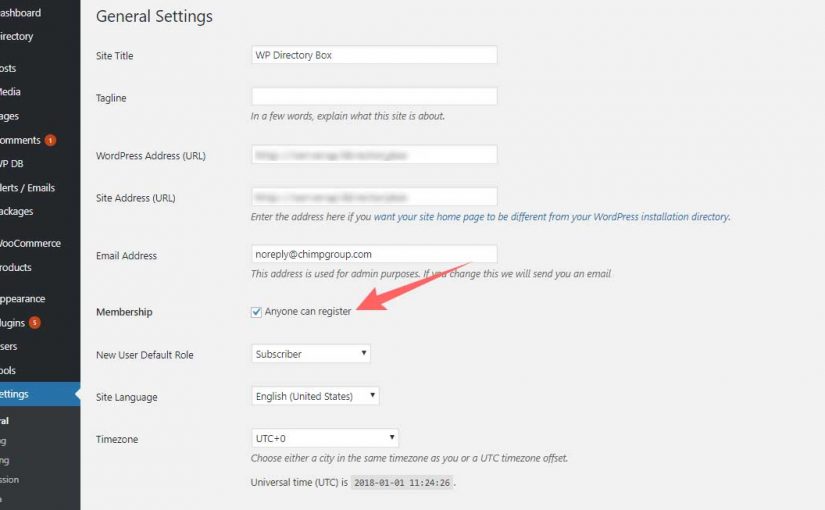 ashboard
irectory
osts
Media
ages
omments 1
VP DB
lerts / Emails
ackages
WooCommerce
roducts
ppearance
lugins 5
sers
ools
ettings
ral
ng
ng
ssion
a
General Settings
Site Title WP Directory Box
Tagline
In a few words, explain what this site is about.
WordPress Address (URL)
Site Address (URL)
Enter the address here if you want your site home page to be different from your WordPress installation directory.
Email Address noreply@chimpgroup.com
This address is used for admin purposes. If you change this we will send you an email
Membership Anyone can register
New User Default Role Subscriber
Site Language English (United States)
Timezone UTC+0
Choose either a city in the same timezone as you or a UTC timezone offset.
Universal time (UTC) is 2018-01-01 11:24:26 .